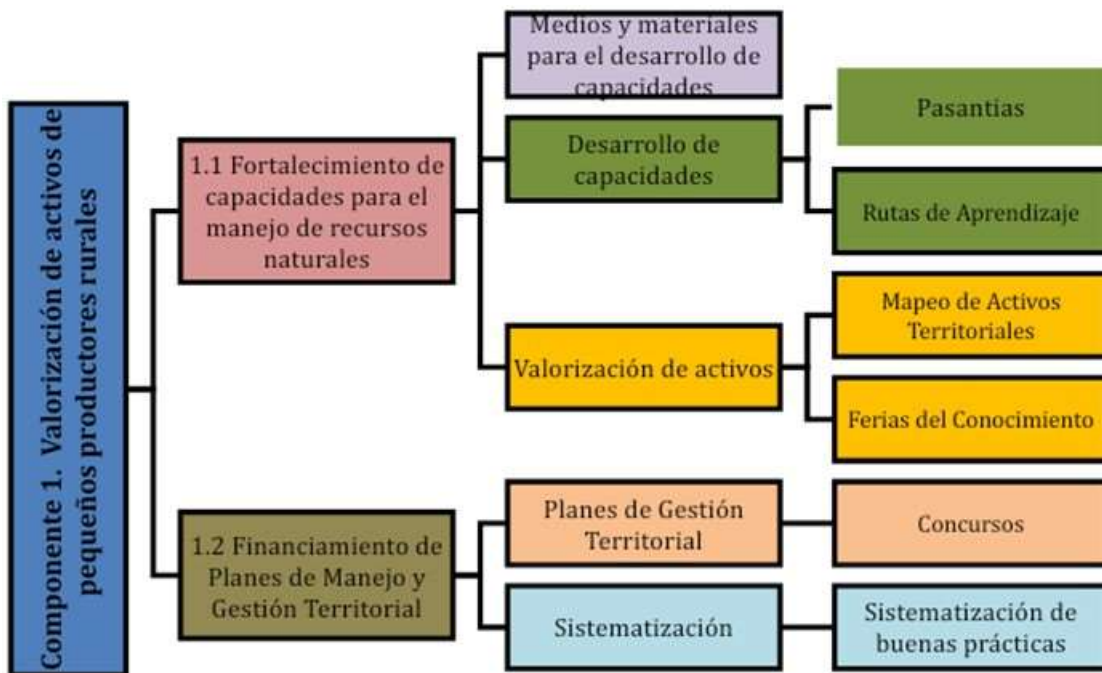 Componente 1. Valorización de activos de
pequeños productores rurales
1.1 Fortalecimiento de
capacidades para el
manejo de recursos
naturales
Medios y materiales
para el desarrollo de
capacidades
Desarrollo de
capacidades
Pasantias
Rutas de Aprendizaje
Valorización de activos
Mapeo de Activos
Territoriales
Ferias del Conocimiento
1.2 Financiamiento de
Planes de Manejo y
Gestión Territorial
Planes de Gestión
Territorial
Concursos
Sistematización
Sistematización de
buenas prácticas